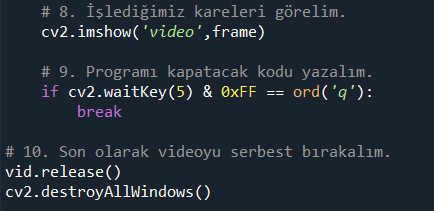 # 8. İşlediğimiz kareleri görelim.
cv2.imshow('video',frame)
# 9. Programı kapatacak kodu yazalım.
if cv2.waitKey(5) & 0xFF == ord('q'):
break
# 10. Son olarak videoyu serbest bırakalım.
vid.release()
cv2.destroyAllWindows()